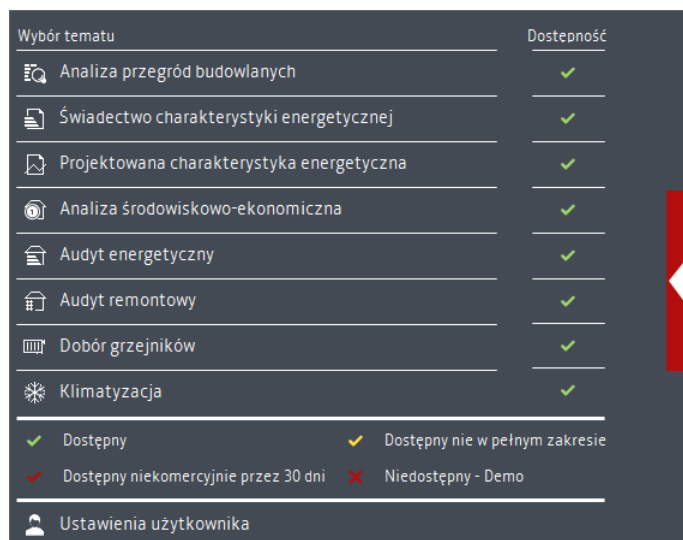 Wybór tematu Dostępność
Analiza przegród budowlanych
Świadectwo charakterystyki energetycznej
Projektowana charakterystyka energetyczna
Analiza środowiskowo-ekonomiczna
Audyt energetyczny
Audyt remontowy
Dobór grzejników
Klimatyzacja
Dostępny Dostępny nie w pełnym zakresie
Dostępny niekomercyjnie przez 30 dni Niedostępny - Demo
Ustawienia użytkownika